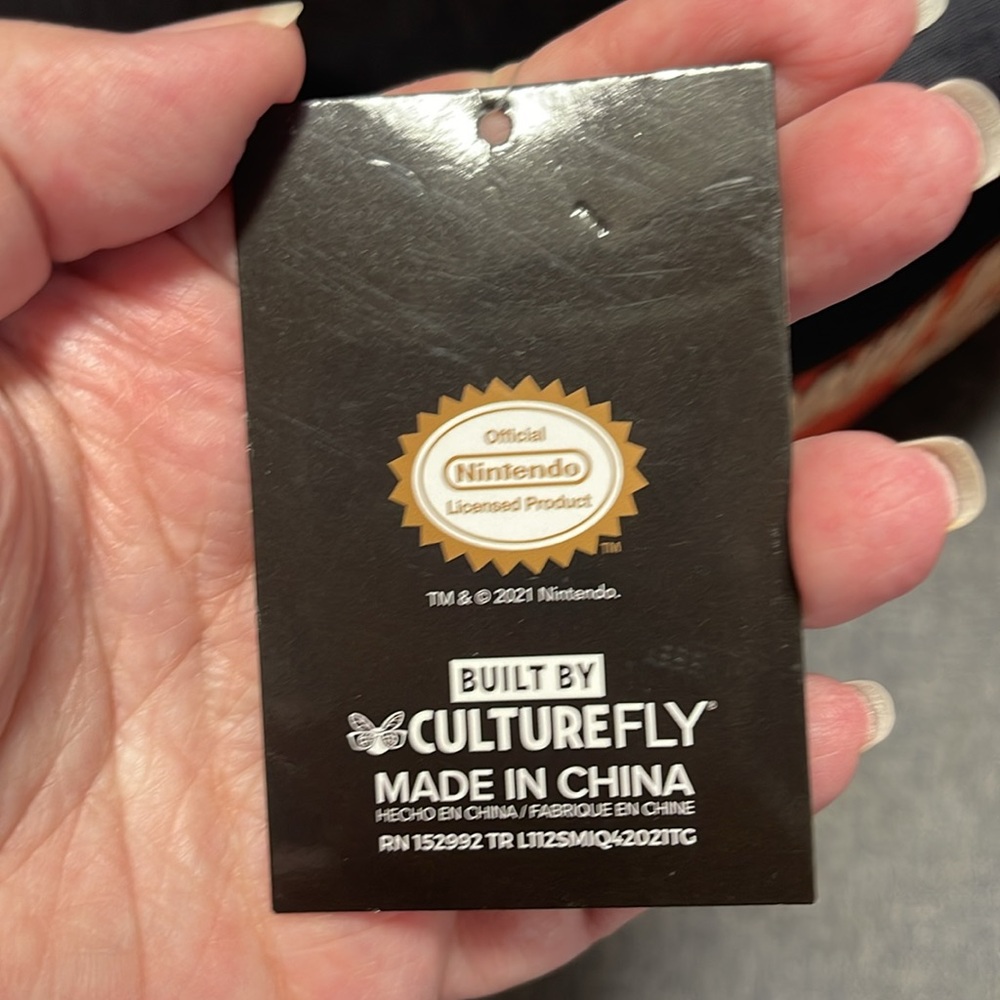 Official
Nintendo
Licensed Product
TM
TM & © 2021 Nintendo.
BUILT BY
CULTUREFLY®
MADE IN CHINA
HECHO EN CHINA / FABRIQUE EN CHINE
RN 152992 TR L112SMIQ42021TG